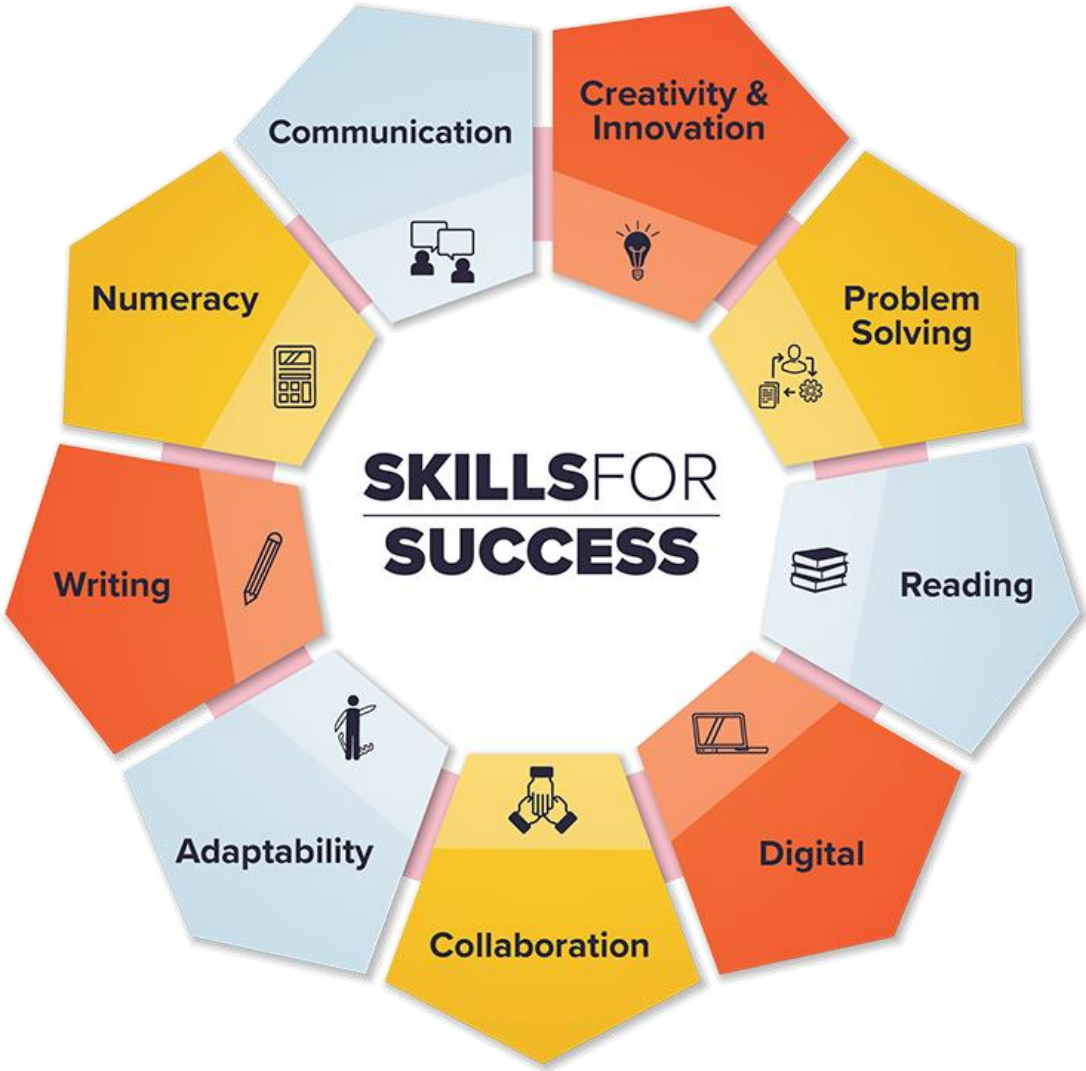 Communication
Creativity &
Innovation
Numeracy
Problem
Solving
SKILLSFOR
SUCCESS
Writing
Reading
Adaptability
Digital
Collaboration